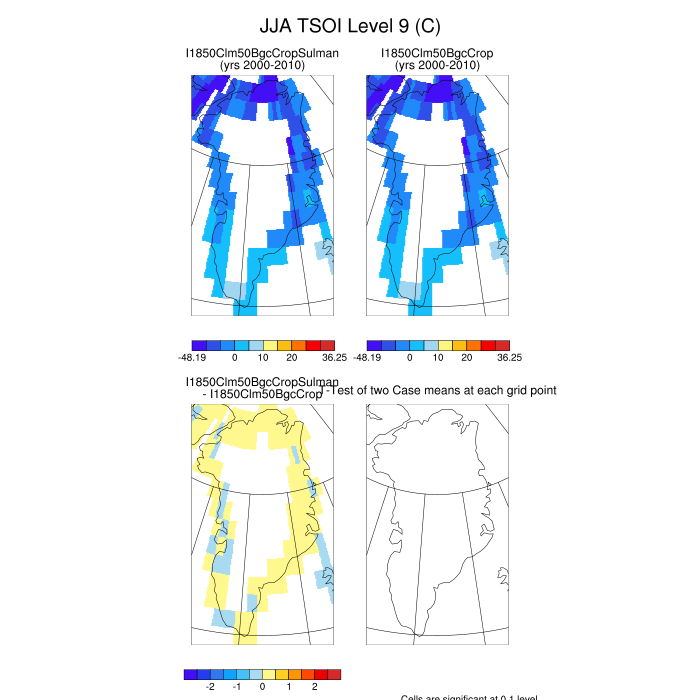 JJA TSOI Level 9 (C)
I1850Clm50BgcCropSulman
(yrs 2000-2010)
I1850Clm50BgcCrop
(yrs 2000-2010)
-48.19 0 10 20 36.25
-48.19 0 10 20 36.25
I1850Clm50BgcCropSulman
- I1850Clm50BgcCrop
T-Test of two Case means at each grid point
-2 -1 0 1 2
Cells are significant at 0.1 level